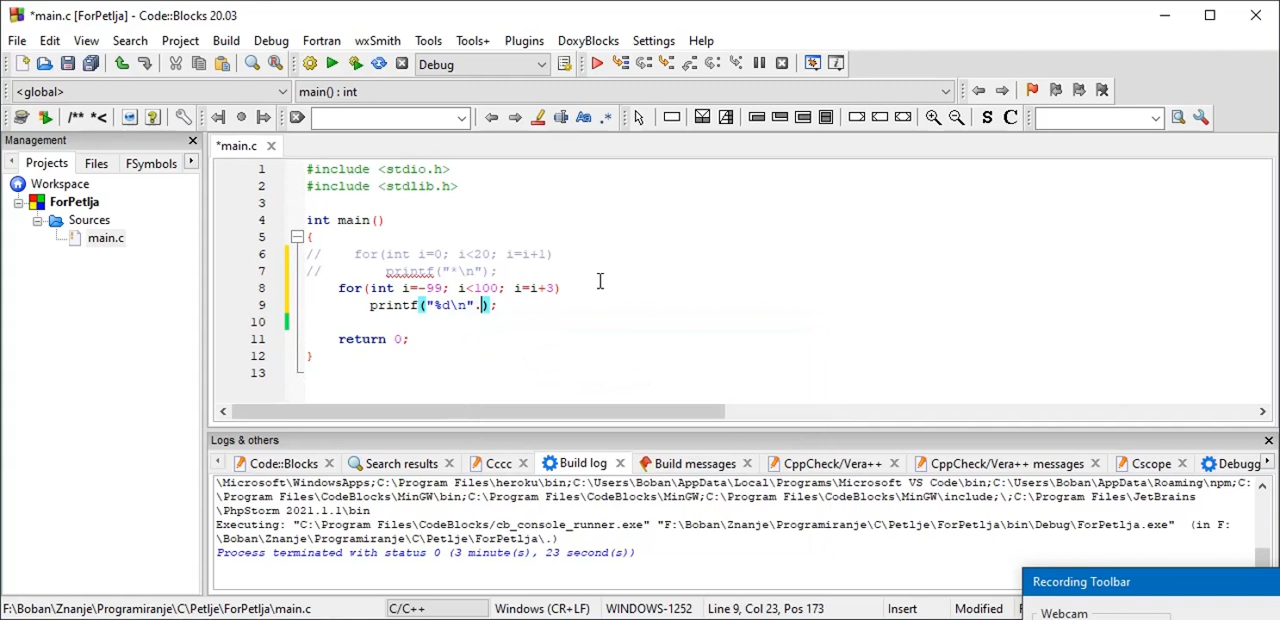 *main.c [ForPetlja] - Code::Blocks 20.03
File Edit View Search Project Build Debug Fortran wxSmith Tools Tools+ Plugins DoxyBlocks Settings Help
Debug
<global> main() : int
/** *<
Management
Projects Files FSymbols
*main.c
Workspace
ForPetlja
Sources
main.c
1 #include <stdio.h>
2 #include <stdlib.h>
3
4 int main()
5 {
6 // for(int i=0; i<20; i=i+1)
7 // printf("*\n");
8 for(int i=-99; i<100; i=i+3)
9 printf("%d\n".);
10
11 return 0;
12 }
13
Logs & others
Code::Blocks Search results Cccc Build log Build messages CppCheck/Vera++ CppCheck/Vera++ messages Cscope Debugg
\Microsoft\WindowsApps;C:\Program Files\heroku\bin;C:\Users\Boban\AppData\Local\Programs\Microsoft VS Code\bin;C:\Users\Boban\AppData\Roaming\npm;C:
\Program Files\CodeBlocks\MinGW\bin;C:\Program Files\CodeBlocks\MinGW;C:\Program Files\CodeBlocks\MinGW\include;\;C:\Program Files\JetBrains
\PhpStorm 2021.1.1\bin
Executing: "C:\Program Files\CodeBlocks/cb_console_runner.exe" "F:\Boban\Znanje\Programiranje\C\Petlje\ForPetlja\bin\Debug\ForPetlja.exe" (in F:
\Boban\Znanje\Programiranje\C\Petlje\ForPetlja\.)
Process terminated with status 0 (3 minute(s), 23 second(s))
Recording Toolbar
Webcam
F:\Boban\Znanje\Programiranje\C\Petlje\ForPetlja\main.c C/C++ Windows (CR+LF) WINDOWS-1252 Line 9, Col 23, Pos 173 Insert Modified